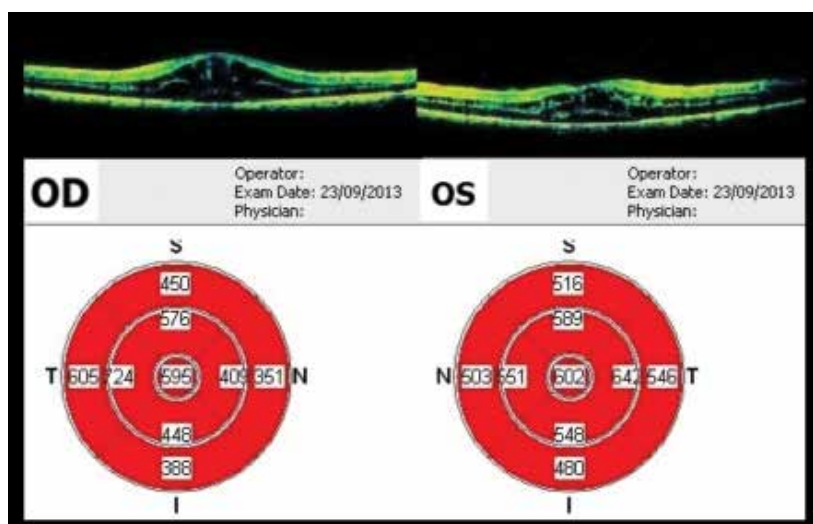 OD
Operator:
Exam Date: 23/09/2013
Physician:
OS
Operator:
Exam Date: 23/09/2013
Physician:
S
450
576
T 605 724 595 409 351 N
448
388
I
S
516
589
N 503 551 602 642 546 T
548
480
I